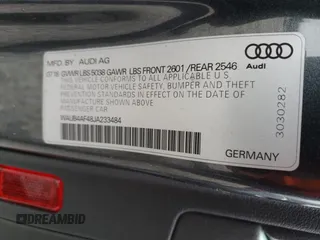 MFD BY AUDI AG
07/18 GVWR LBS 5038 GAWR LBS FRONT 2601 / REAR 2546
THIS VEHICLE CONFORMS TO ALL APPLICABLE U.S.
FEDERAL MOTOR VEHICLE SAFETY, BUMPER AND THEFT
PREVENTION STANDARDS IN EFFECT ON THE DATE OF
MANUFACTURE SHOWN ABOVE.
PASSENGER CAR
Audi
3030282
GERMANY
DREAMBID